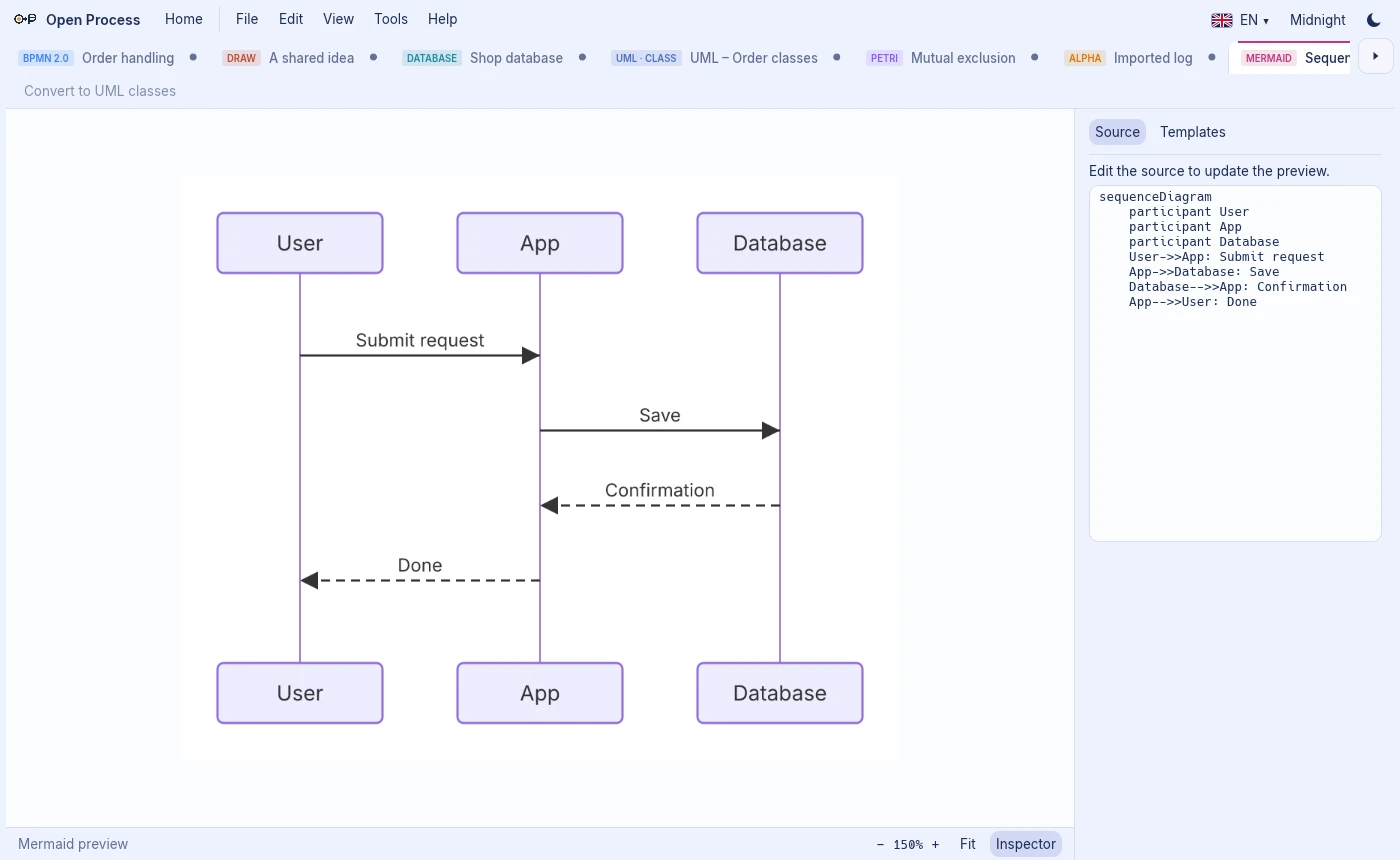 Open Process
Home
File
Edit
View
Tools
Help
EN
Midnight
BPMN 2.0 Order handling
DRAW A shared idea
DATABASE Shop database
UML · CLASS UML – Order classes
PETRI Mutual exclusion
ALPHA Imported log
MERMAID Sequen
Convert to UML classes
Source
Templates
Edit the source to update the preview.
sequenceDiagram
participant User
participant App
participant Database
User->>App: Submit request
App->>Database: Save
Database-->>App: Confirmation
App-->>User: Done
User
App
Database
Submit request
Save
Confirmation
Done
User
App
Database
Mermaid preview
− 150% +
Fit
Inspector